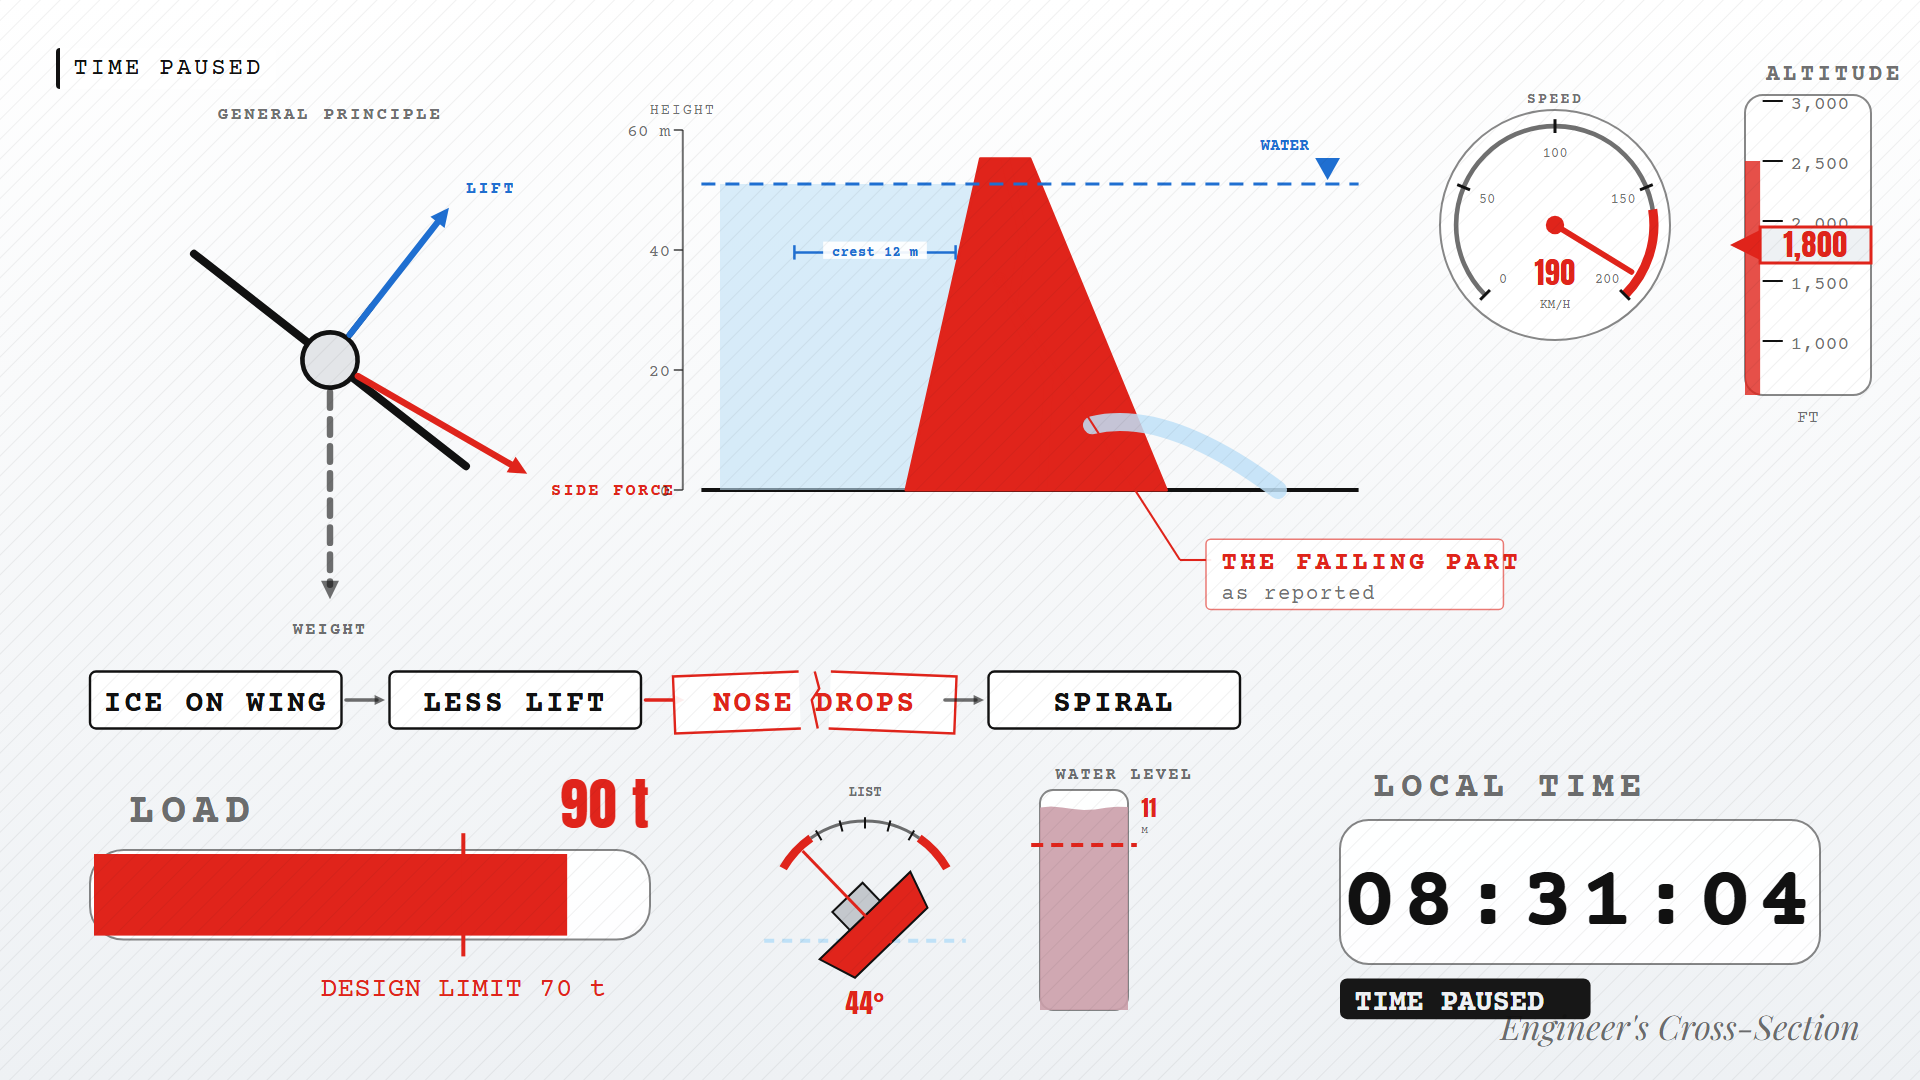 TIME PAUSED
GENERAL PRINCIPLE
LIFT
SIDE FORCE
WEIGHT
HEIGHT
60 m
40
20
0
WATER
crest 12 m
THE FAILING PART
as reported
SPEED
0
50
100
150
200
190
KM/H
ALTITUDE
3,000
2,500
2,000
1,800
1,500
1,000
FT
ICE ON WING
LESS LIFT
NOSE DROPS
SPIRAL
LOAD
90 t
DESIGN LIMIT 70 t
LIST
44°
WATER LEVEL
11
M
LOCAL TIME
08:31:04
TIME PAUSED
Engineer's Cross-Section